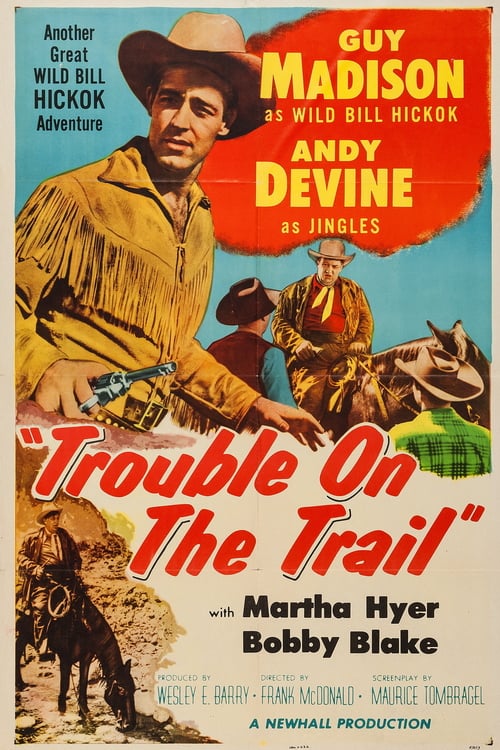 Another
Great
WILD BILL
HICKOK
Adventure
GUY
MADISON
as WILD BILL HICKOK
ANDY
DEVINE
as JINGLES
"Trouble On
The Trail"
with Martha Hyer
Bobby Blake
PRODUCED BY
WESLEY E. BARRY •
DIRECTED BY
FRANK McDONALD •
SCREENPLAY BY
MAURICE TOMBRAGEL
A NEWHALL PRODUCTION